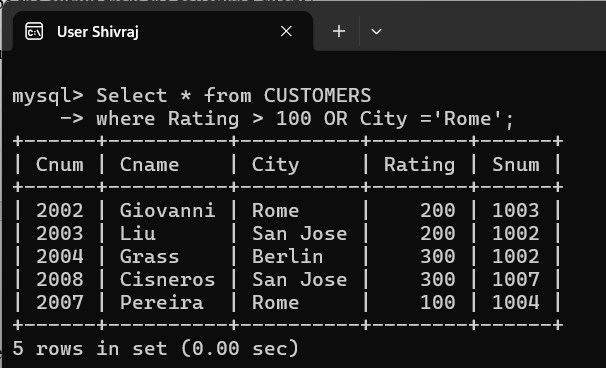 User Shivraj
mysql> Select * from CUSTOMERS
    -> where Rating > 100 OR City ='Rome';
+------+----------+----------+--------+------+
| Cnum | Cname    | City     | Rating | Snum |
+------+----------+----------+--------+------+
| 2002 | Giovanni | Rome     |    200 | 1003 |
| 2003 | Liu      | San Jose |    200 | 1002 |
| 2004 | Grass    | Berlin   |    300 | 1002 |
| 2008 | Cisneros | San Jose |    300 | 1007 |
| 2007 | Pereira  | Rome     |    100 | 1004 |
+------+----------+----------+--------+------+
5 rows in set (0.00 sec)